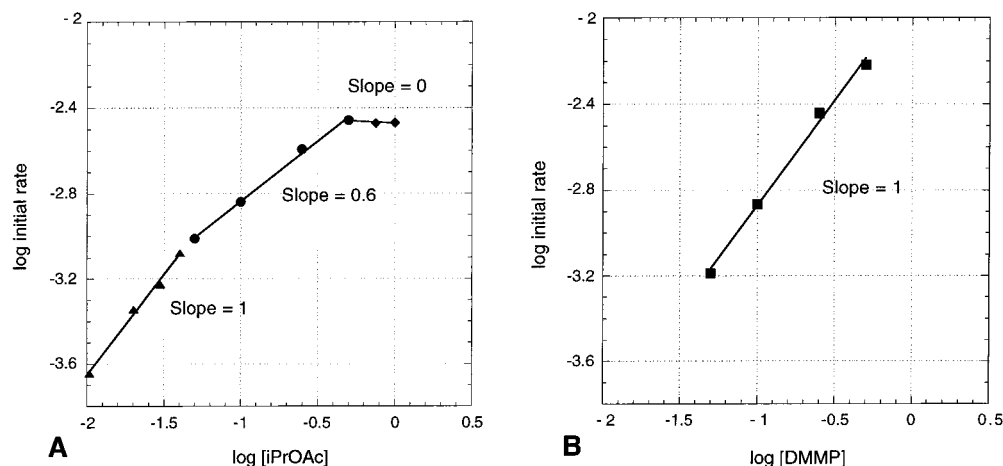 -2
-2.4
-2.8
-3.2
-3.6
-2
-1.5
-1
-0.5
0
0.5
log initial rate
log [iPrOAc]
Slope = 0
Slope = 0.6
Slope = 1
A
-2
-2.4
-2.8
-3.2
-3.6
-2
-1.5
-1
-0.5
0
0.5
log initial rate
log [DMMP]
Slope = 1
B